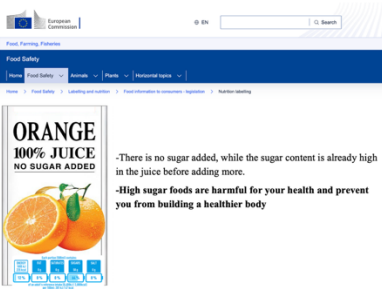 European
Commission
EN
Search
Food, Farming, Fisheries
Food Safety
Home Food Safety Animals Plants Horizontal topics
Home > Food Safety > Labelling and nutrition > Food information to consumers - legislation > Nutrition labelling
ORANGE
100% JUICE
NO SUGAR ADDED
-There is no sugar added, while the sugar content is already high
in the juice before adding more.
-High sugar foods are harmful for your health and prevent
you from building a healthier body